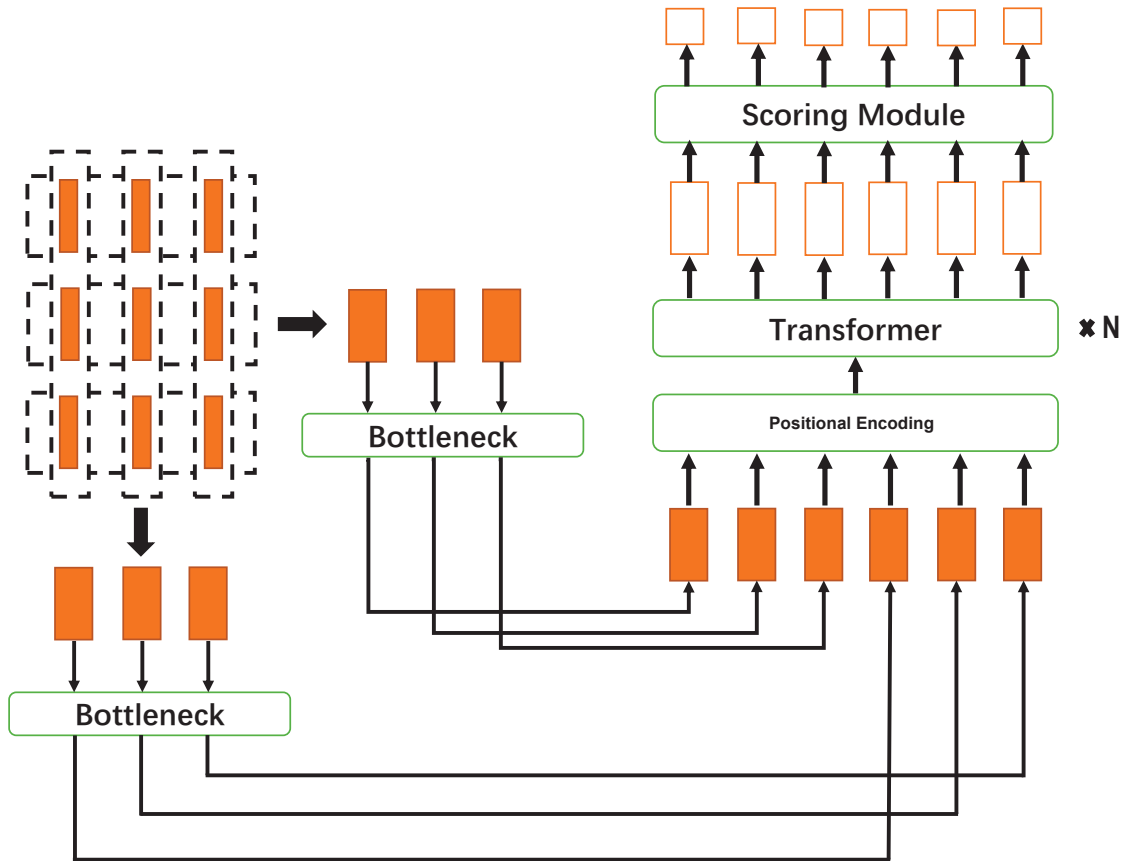 Scoring Module
Transformer
✖ N
Positional Encoding
Bottleneck
Bottleneck